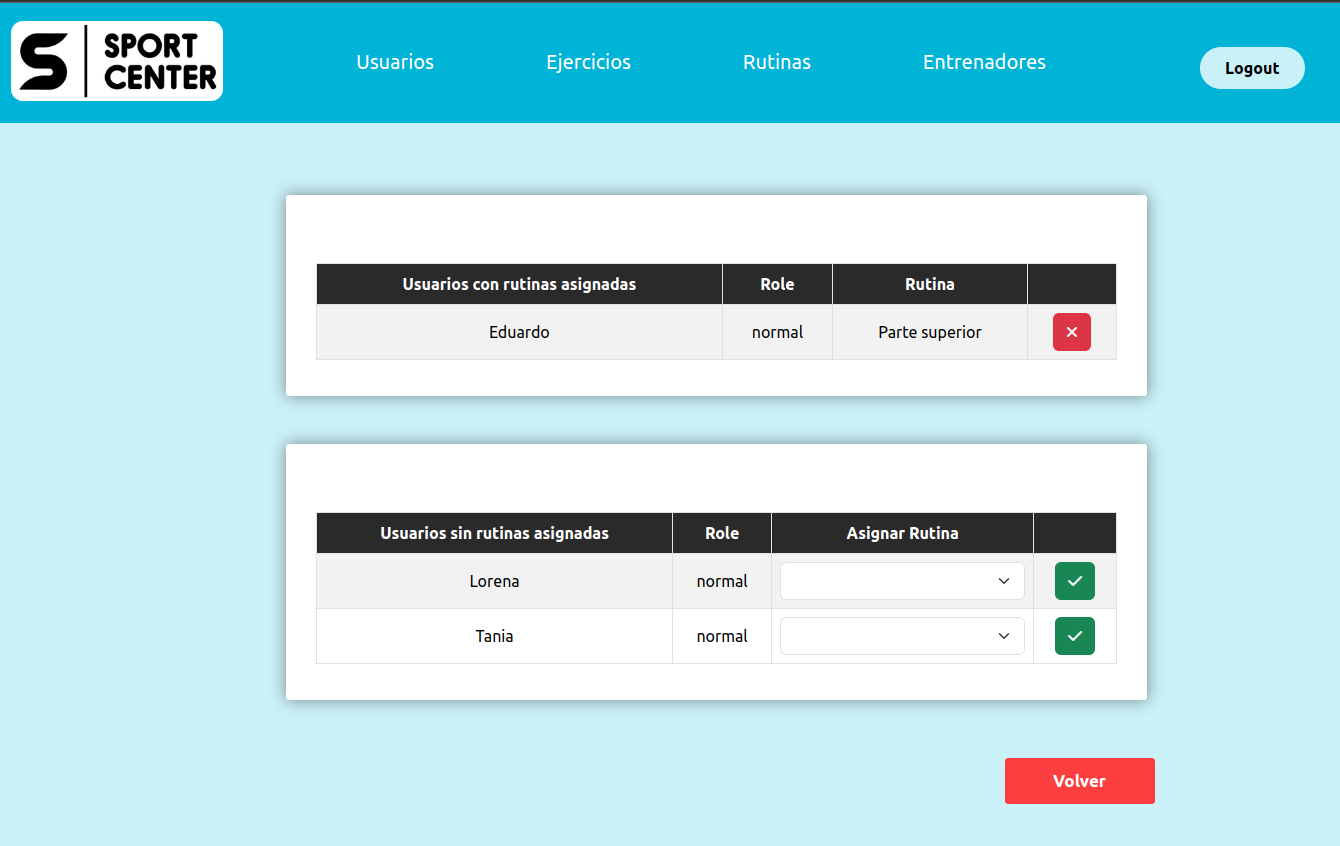 SPORT
CENTER
Usuarios Ejercicios Rutinas Entrenadores Logout
Usuarios con rutinas asignadas Role Rutina
Eduardo normal Parte superior
Usuarios sin rutinas asignadas Role Asignar Rutina
Lorena normal
Tania normal
Volver